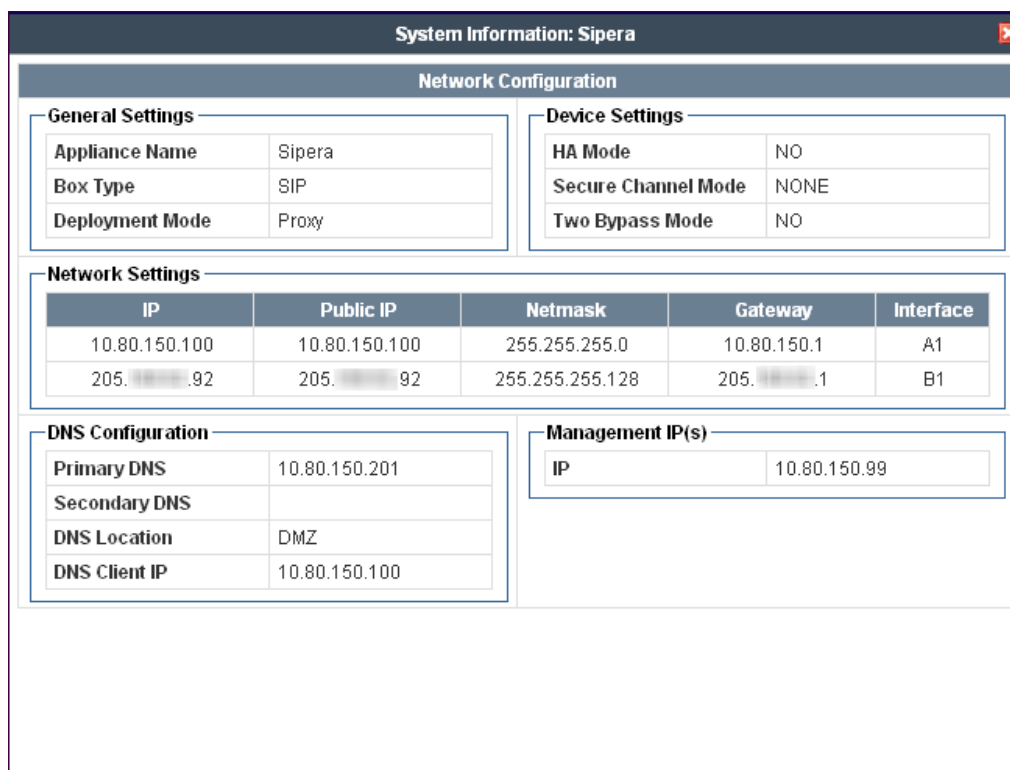 System Information: Sipera
Network Configuration
General Settings
Appliance Name Sipera
Box Type SIP
Deployment Mode Proxy
Device Settings
HA Mode NO
Secure Channel Mode NONE
Two Bypass Mode NO
Network Settings
IP Public IP Netmask Gateway Interface
10.80.150.100 10.80.150.100 255.255.255.0 10.80.150.1 A1
205. .92 205. .92 255.255.255.128 205. .1 B1
DNS Configuration
Primary DNS 10.80.150.201
Secondary DNS
DNS Location DMZ
DNS Client IP 10.80.150.100
Management IP(s)
IP 10.80.150.99